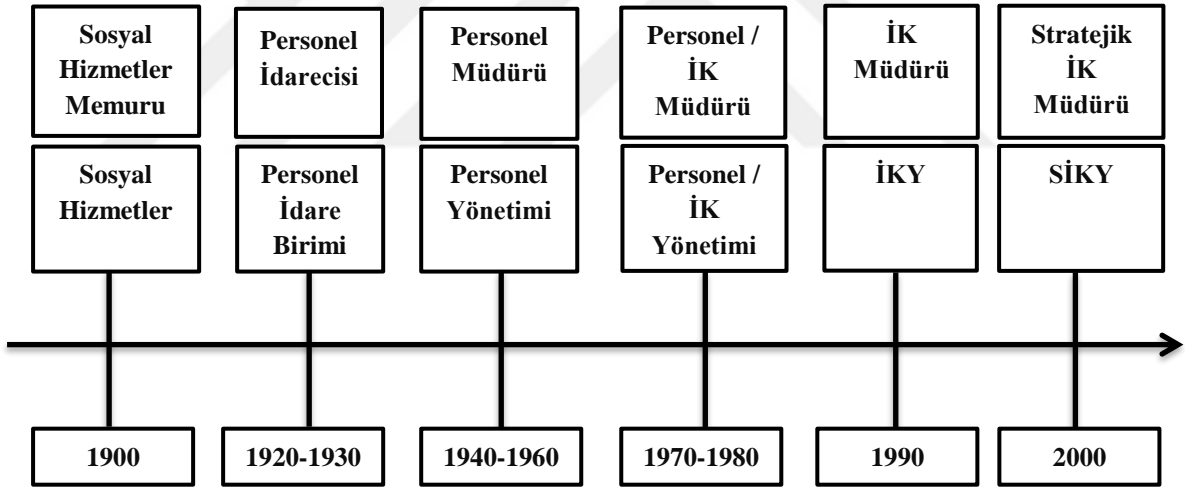 Sosyal
Hizmetler
Memuru
Personel
İdarecisi
Personel
Müdürü
Personel /
İK
Müdürü
İK
Müdürü
Stratejik
İK
Müdürü
Sosyal
Hizmetler
Personel
İdare
Birimi
Personel
Yönetimi
Personel /
İK
Yönetimi
İKY
SİKY
1900
1920-1930
1940-1960
1970-1980
1990
2000